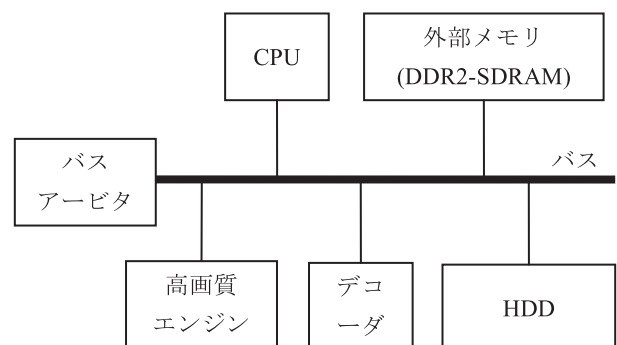 CPU
外部メモリ
(DDR2-SDRAM)
バス
アービタ
バス
高画質
エンジン
デコ
ーダ
HDD